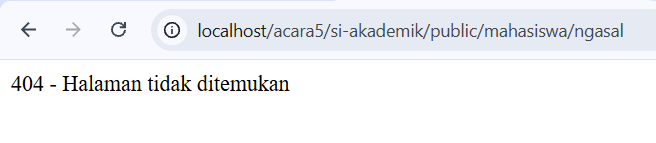 localhost/acara5/si-akademik/public/mahasiswa/ngasal
404 - Halaman tidak ditemukan